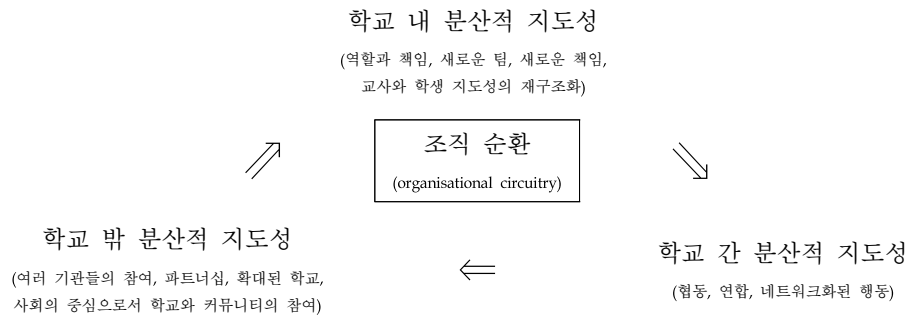 학교 내 분산적 지도성
(역할과 책임, 새로운 팀, 새로운 책임,
교사와 학생 지도성의 재구조화)
조직 순환
(organisational circuitry)
학교 밖 분산적 지도성
(여러 기관들의 참여, 파트너십, 확대된 학교,
사회의 중심으로서 학교와 커뮤니티의 참여)
학교 간 분산적 지도성
(협동, 연합, 네트워크화된 행동)